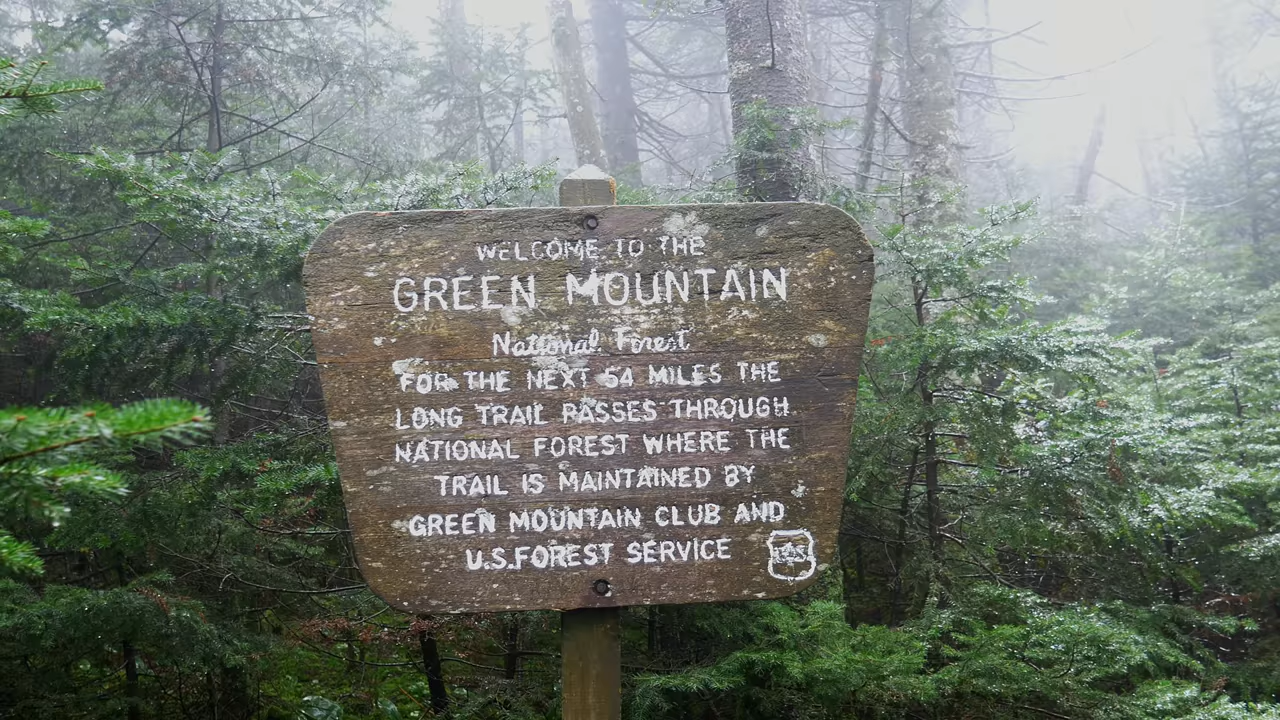 WELCOME TO THE
GREEN MOUNTAIN
National Forest
FOR THE NEXT 54 MILES THE
LONG TRAIL PASSES THROUGH
NATIONAL FOREST WHERE THE
TRAIL IS MAINTAINED BY
GREEN MOUNTAIN CLUB AND
U.S.FOREST SERVICE